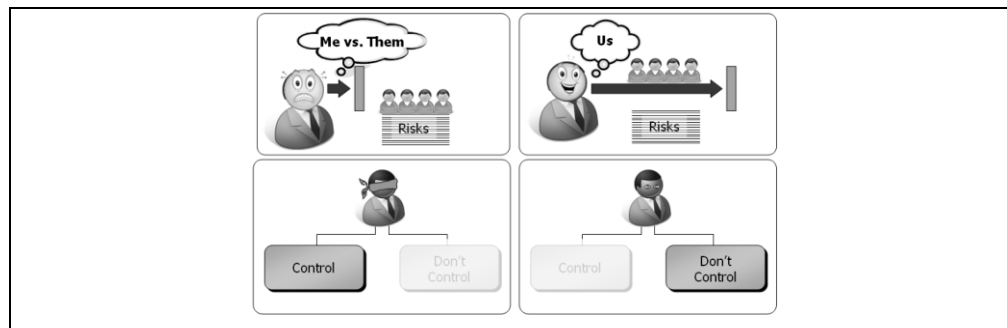 Me vs. Them
Risks
Us
Risks
Control
Don't
Control
Control
Don't
Control